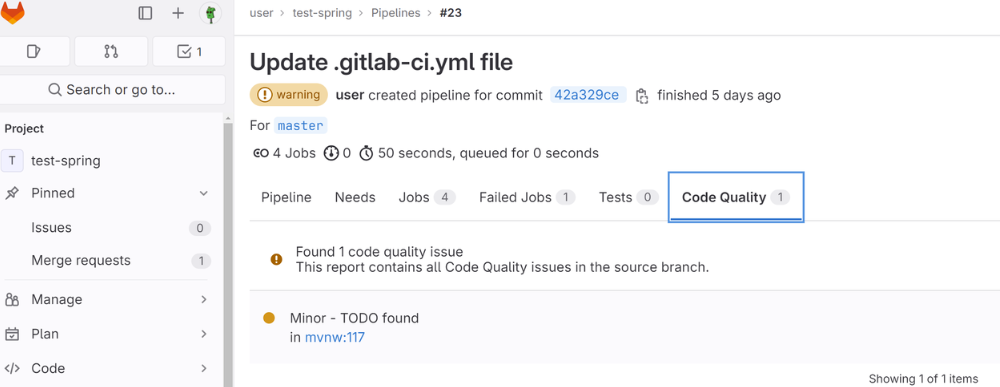 1
Search or go to...
Project
T test-spring
Pinned
Issues 0
Merge requests 1
Manage
Plan
Code
user > test-spring > Pipelines > #23
Update .gitlab-ci.yml file
warning user created pipeline for commit 42a329ce finished 5 days ago
For master
4 Jobs 0 50 seconds, queued for 0 seconds
Pipeline Needs Jobs 4 Failed Jobs 1 Tests 0 Code Quality 1
Found 1 code quality issue
This report contains all Code Quality issues in the source branch.
Minor - TODO found
in mvnw:117
Showing 1 of 1 items